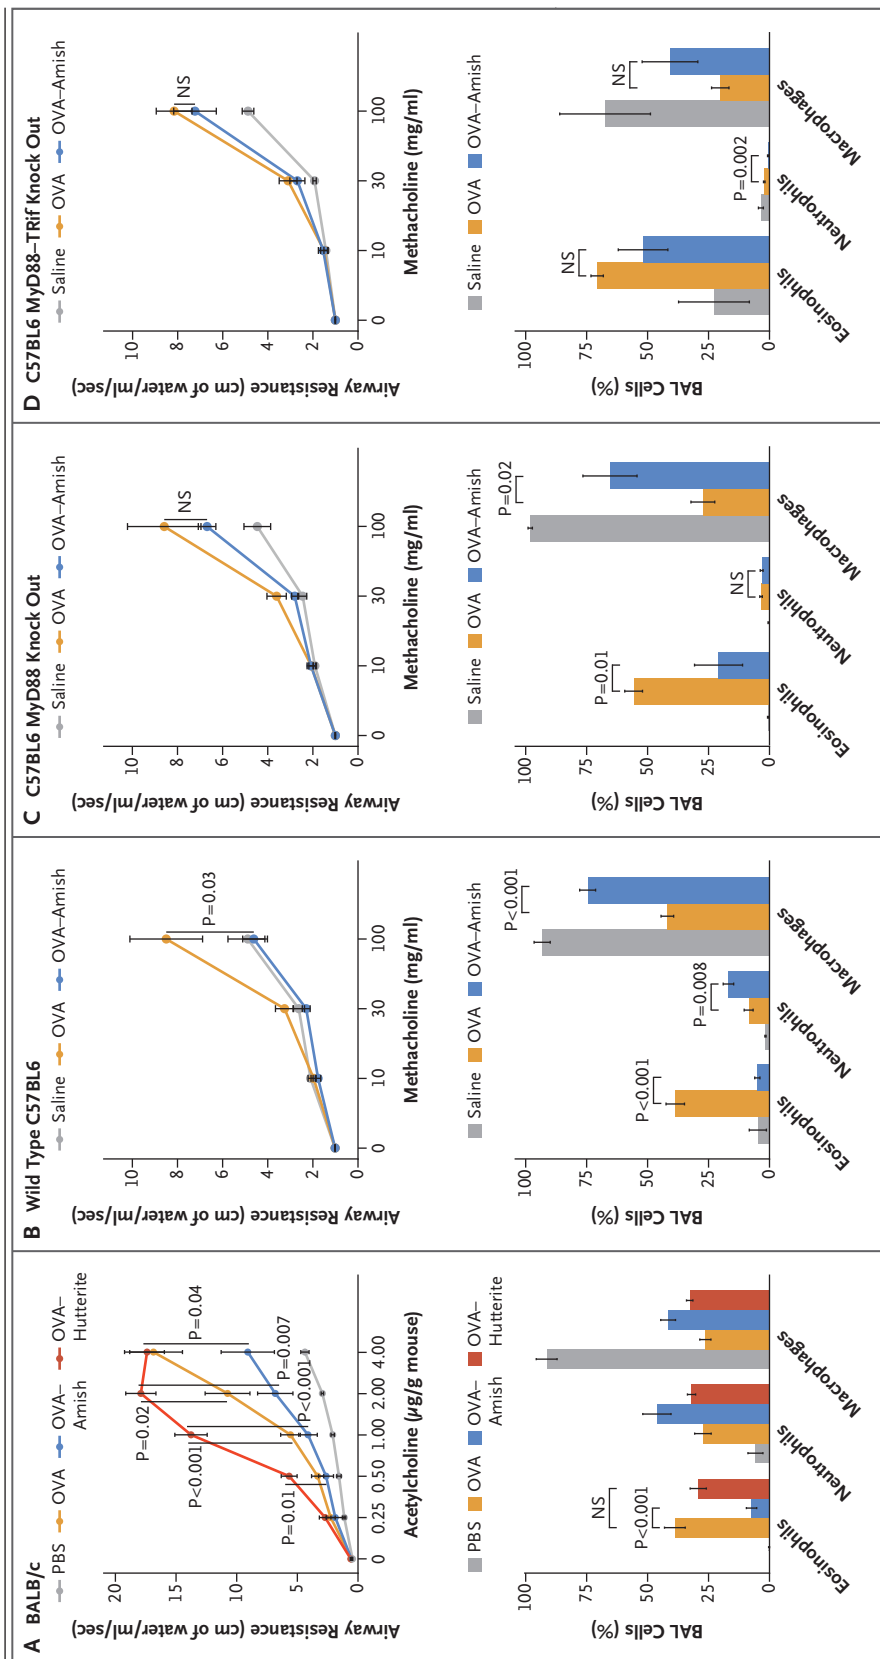 A BALB/c
PBS OVA OVA–Amish OVA–Hutterite
Airway Resistance (cm of water/ml/sec)
20
15
10
5
0
P=0.01
P<0.001
P=0.02
P<0.001
P=0.007
P=0.04
0 0.25 0.50 1.00 2.00 4.00
Acetylcholine (µg/g mouse)
PBS OVA OVA–Amish OVA–Hutterite
BAL Cells (%)
100
75
50
25
0
NS
P<0.001
Eosinophils Neutrophils Macrophages
B Wild Type C57BL6
Saline OVA OVA–Amish
Airway Resistance (cm of water/ml/sec)
10
8
6
4
2
0
P=0.03
0 10 30 100
Methacholine (mg/ml)
Saline OVA OVA–Amish
BAL Cells (%)
100
75
50
25
0
P<0.001
P=0.008
P<0.001
Eosinophils Neutrophils Macrophages
C C57BL6 MyD88 Knock Out
Saline OVA OVA–Amish
Airway Resistance (cm of water/ml/sec)
10
8
6
4
2
0
NS
0 10 30 100
Methacholine (mg/ml)
Saline OVA OVA–Amish
BAL Cells (%)
100
75
50
25
0
P=0.01
NS
P=0.02
Eosinophils Neutrophils Macrophages
D C57BL6 MyD88–TRif Knock Out
Saline OVA OVA–Amish
Airway Resistance (cm of water/ml/sec)
10
8
6
4
2
0
NS
0 10 30 100
Methacholine (mg/ml)
Saline OVA OVA–Amish
BAL Cells (%)
100
75
50
25
0
NS
P=0.002
NS
Eosinophils Neutrophils Macrophages